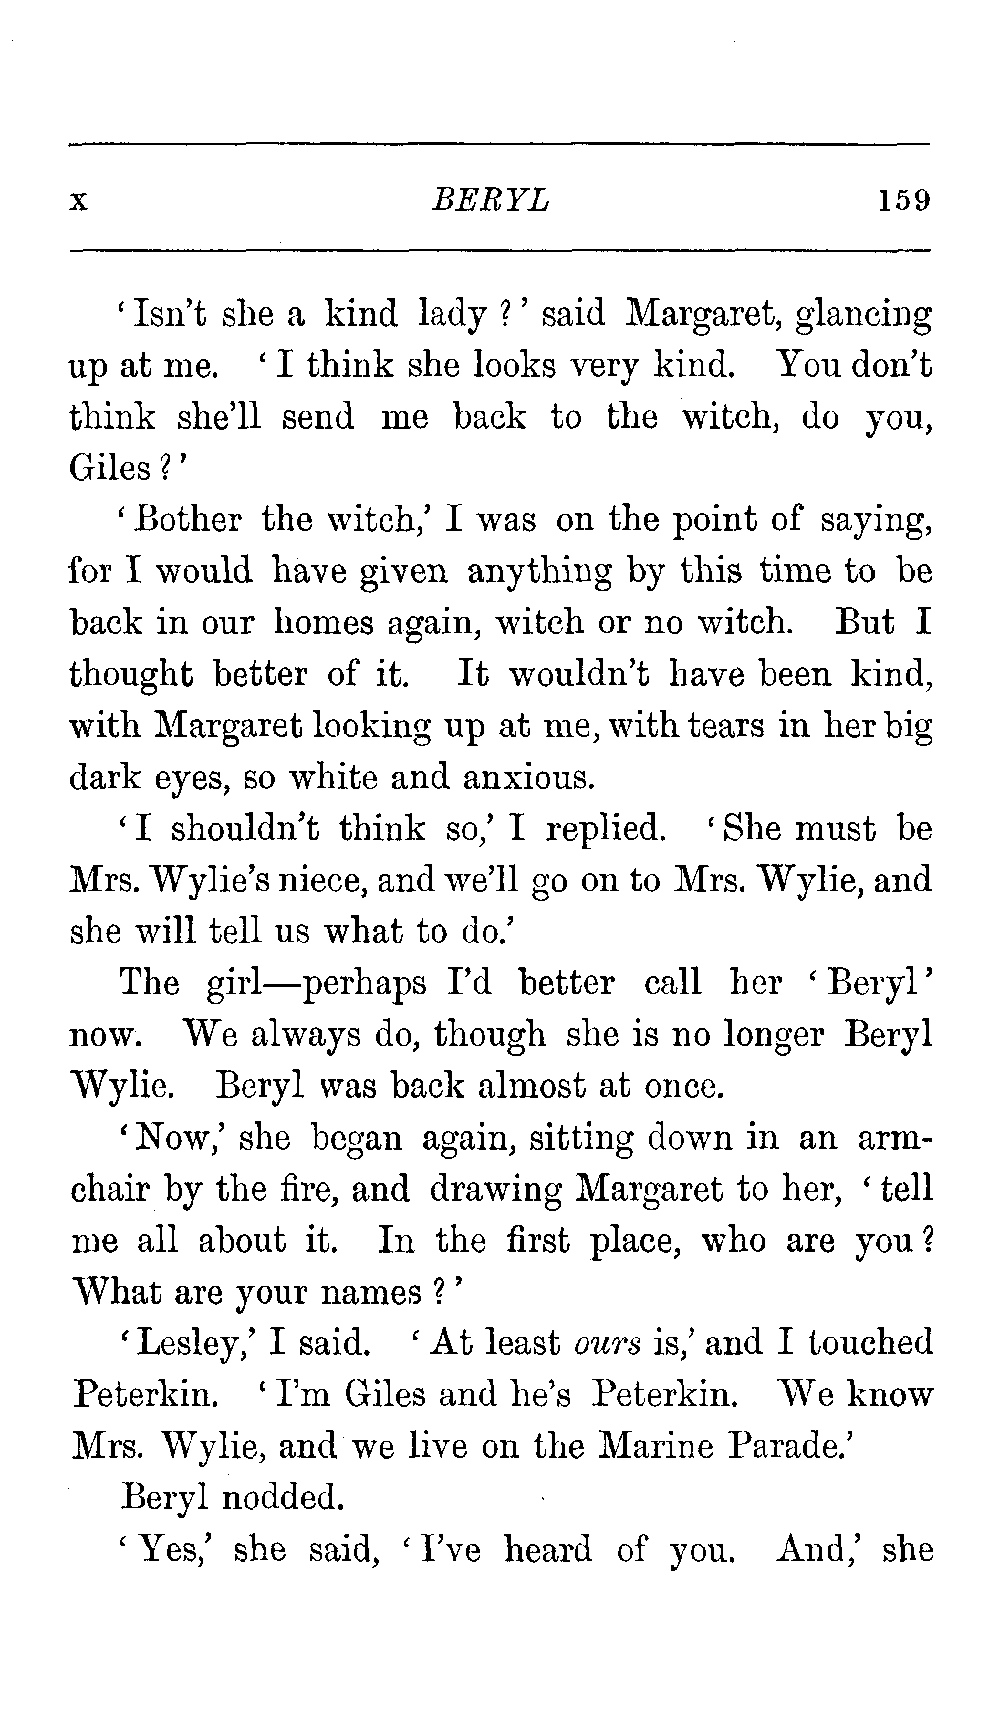 x BERYL 159
‘Isn’t she a kind lady?’ said Margaret, glancing
up at me. ‘I think she looks very kind. You don’t
think she’ll send me back to the witch, do you,
Giles?’
‘Bother the witch,’ I was on the point of saying,
for I would have given anything by this time to be
back in our homes again, witch or no witch. But I
thought better of it. It wouldn’t have been kind,
with Margaret looking up at me, with tears in her big
dark eyes, so white and anxious.
‘I shouldn’t think so,’ I replied. ‘She must be
Mrs. Wylie’s niece, and we’ll go on to Mrs. Wylie, and
she will tell us what to do.’
The girl—perhaps I’d better call her ‘Beryl’
now. We always do, though she is no longer Beryl
Wylie. Beryl was back almost at once.
‘Now,’ she began again, sitting down in an arm-
chair by the fire, and drawing Margaret to her, ‘tell
me all about it. In the first place, who are you?
What are your names?’
‘Lesley,’ I said. ‘At least ours is,’ and I touched
Peterkin. ‘I’m Giles and he’s Peterkin. We know
Mrs. Wylie, and we live on the Marine Parade.’
Beryl nodded.
‘Yes,’ she said, ‘I’ve heard of you. And,’ she